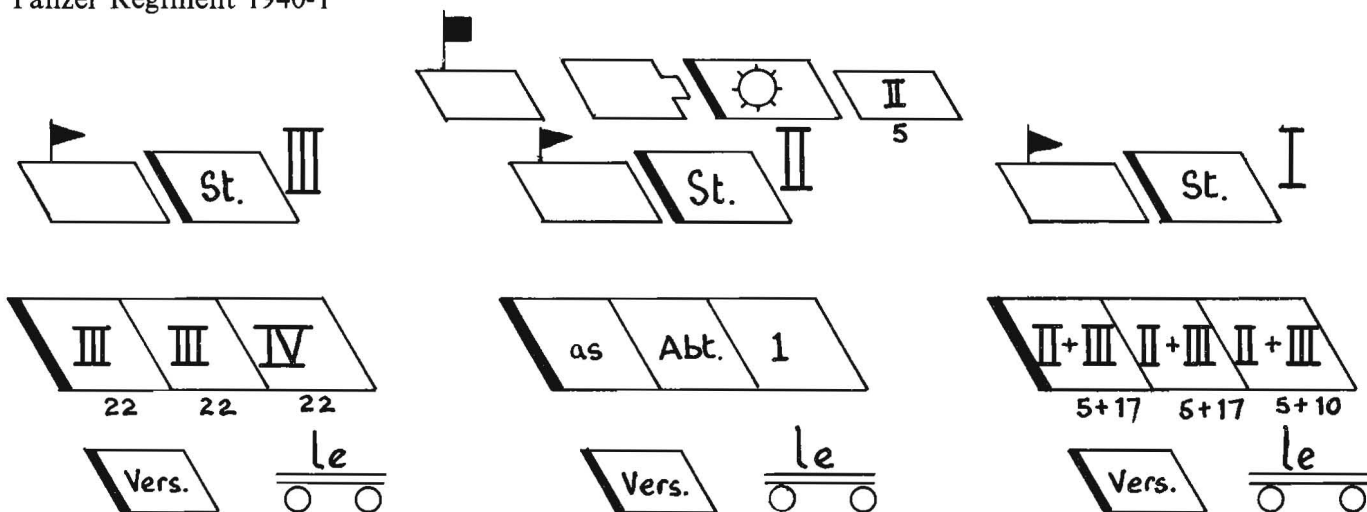 Panzer Regiment 1940-1
II
5
St. III
St. II
St. I
III III IV
22 22 22
as Abt. 1
II+III II+III II+III
5+17 5+17 5+10
Vers. le
Vers. le
Vers. le